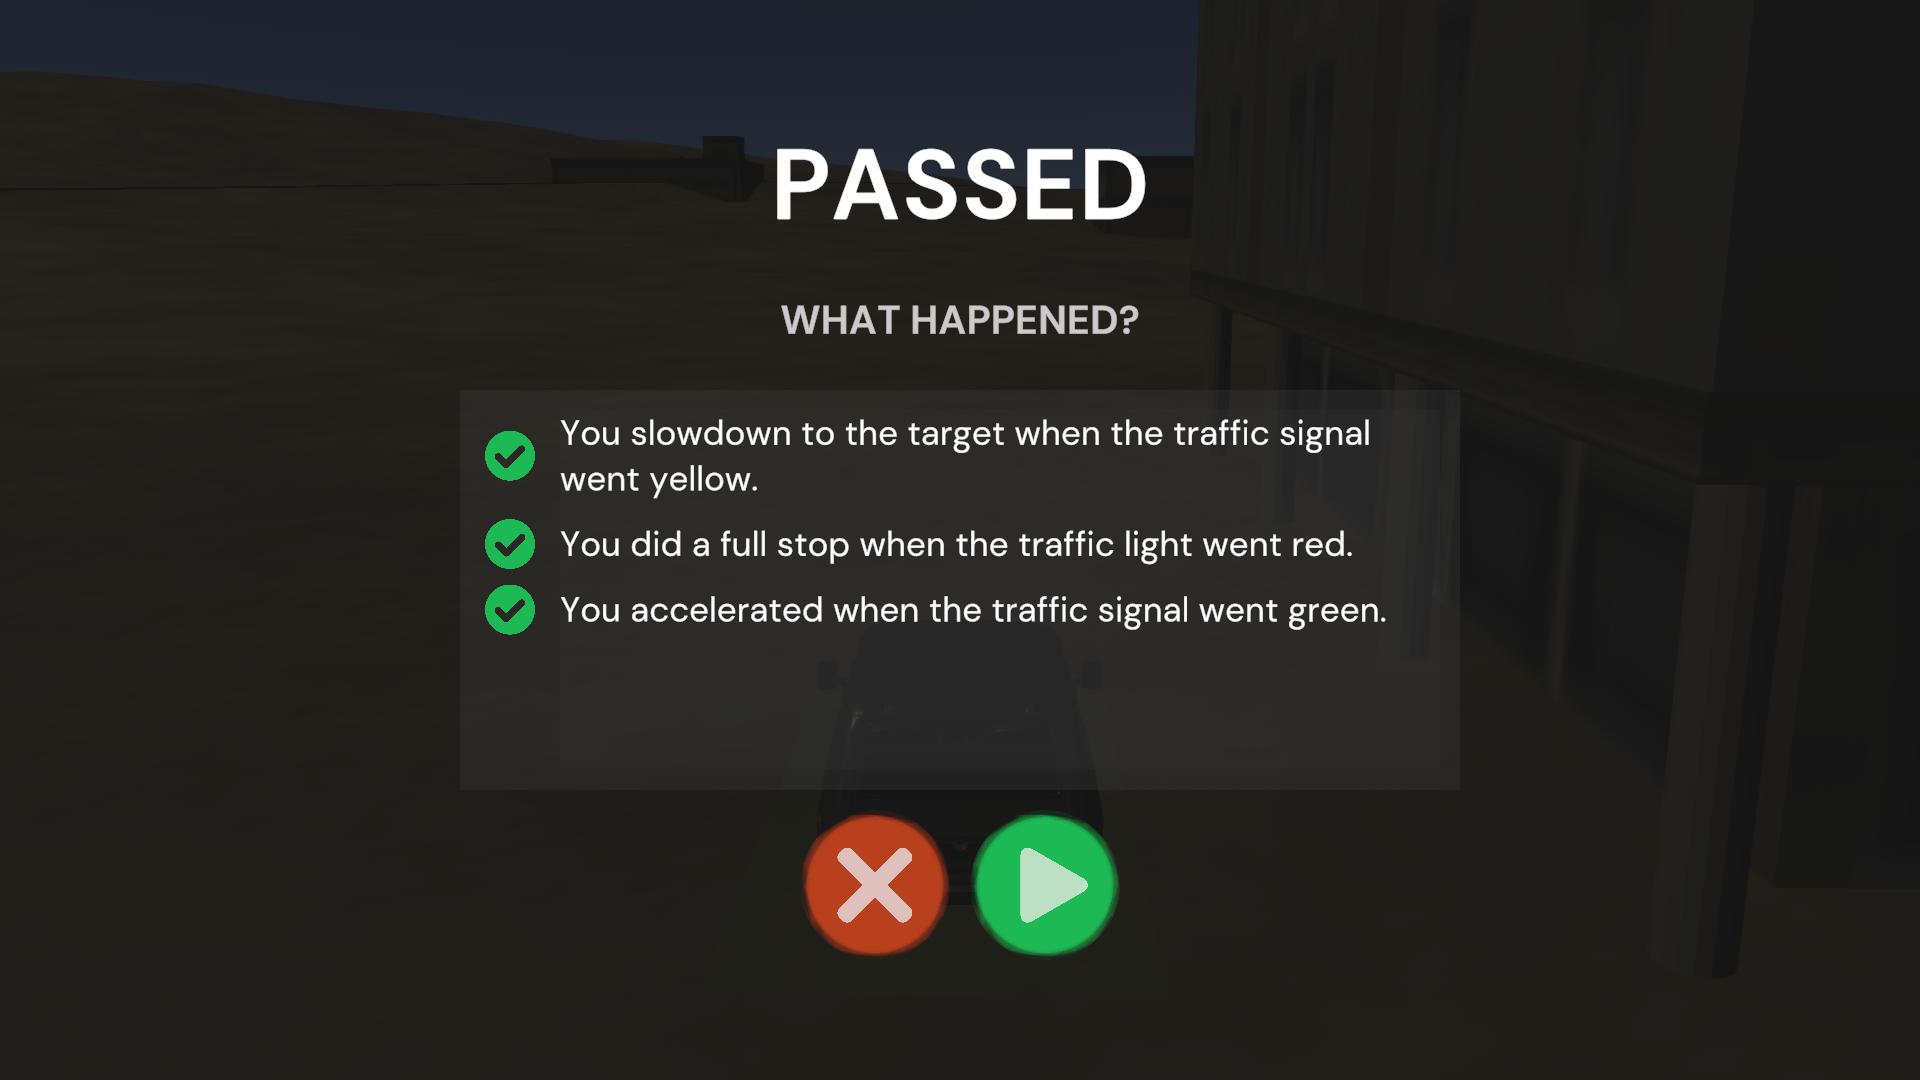 PASSED
WHAT HAPPENED?
You slowdown to the target when the traffic signal
went yellow.
You did a full stop when the traffic light went red.
You accelerated when the traffic signal went green.